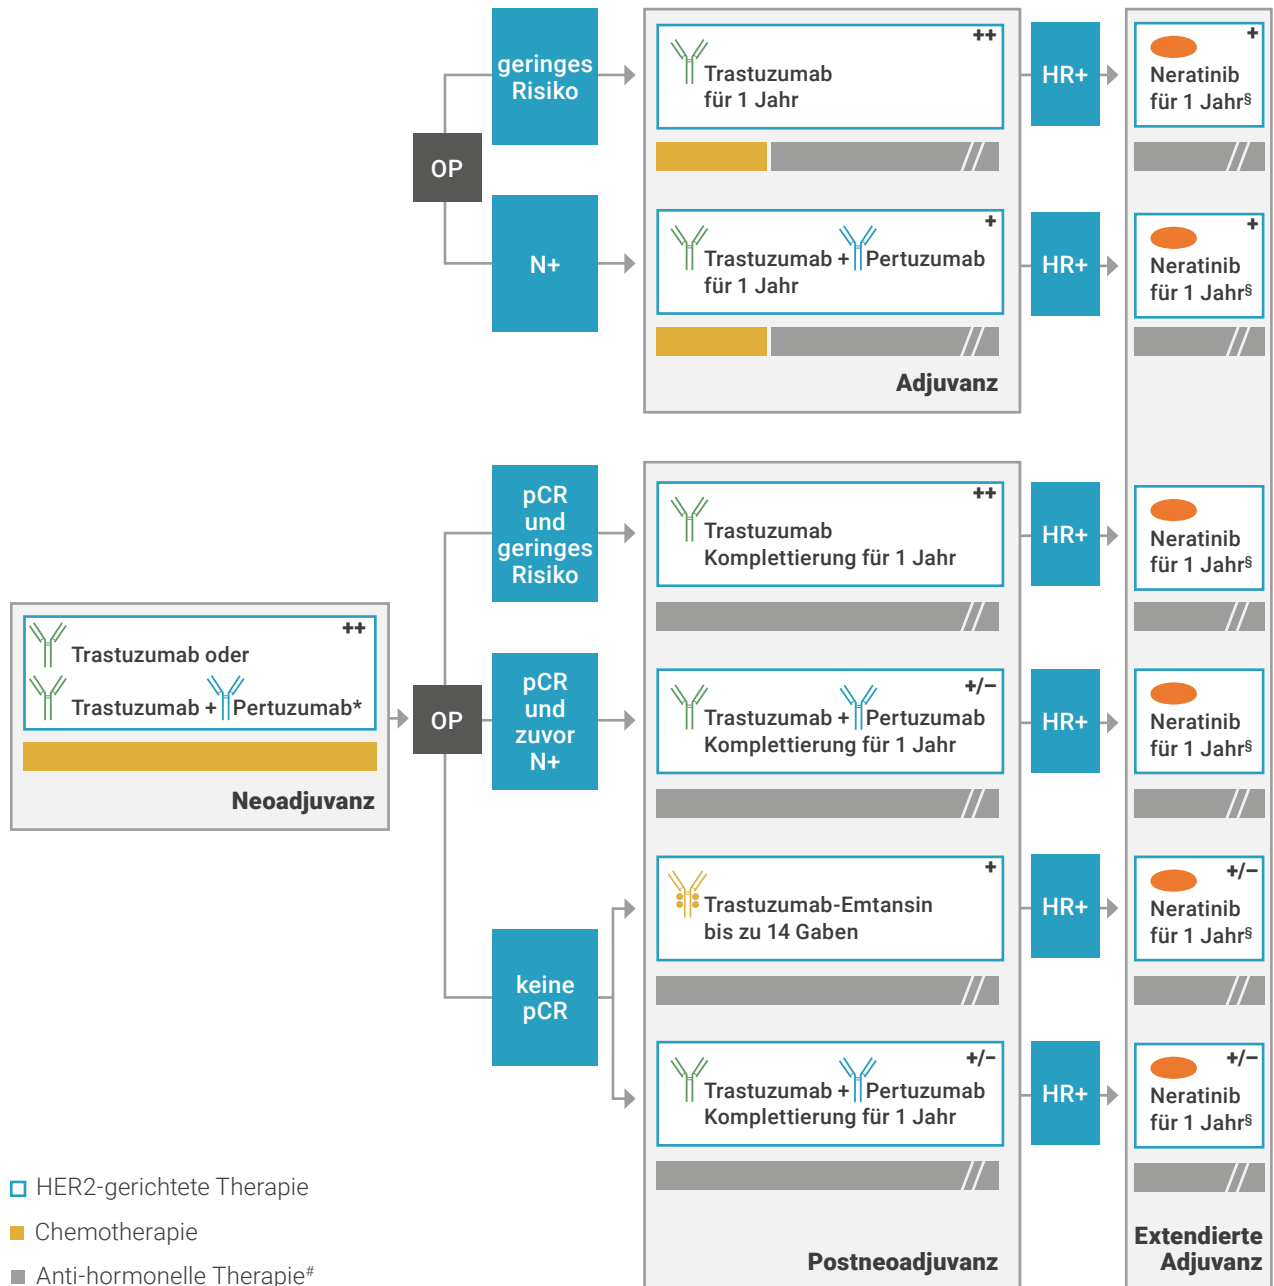 geringes
Risiko
++
Trastuzumab
für 1 Jahr
HR+
+
Neratinib
für 1 Jahr§
OP
N+
+
Trastuzumab + Pertuzumab
für 1 Jahr
HR+
+
Neratinib
für 1 Jahr§
Adjuvanz
pCR
und
geringes
Risiko
++
Trastuzumab
Komplettierung für 1 Jahr
HR+
Neratinib
für 1 Jahr§
++
Trastuzumab oder
Trastuzumab + Pertuzumab*
Neoadjuvanz
OP
pCR
und
zuvor
N+
+/–
Trastuzumab + Pertuzumab
Komplettierung für 1 Jahr
HR+
Neratinib
für 1 Jahr§
keine
pCR
+
Trastuzumab-Emtansin
bis zu 14 Gaben
HR+
+/–
Neratinib
für 1 Jahr§
+/–
Trastuzumab + Pertuzumab
Komplettierung für 1 Jahr
HR+
+/–
Neratinib
für 1 Jahr§
Postneoadjuvanz
Extendierte
Adjuvanz
HER2-gerichtete Therapie
Chemotherapie
Anti-hormonelle Therapie#